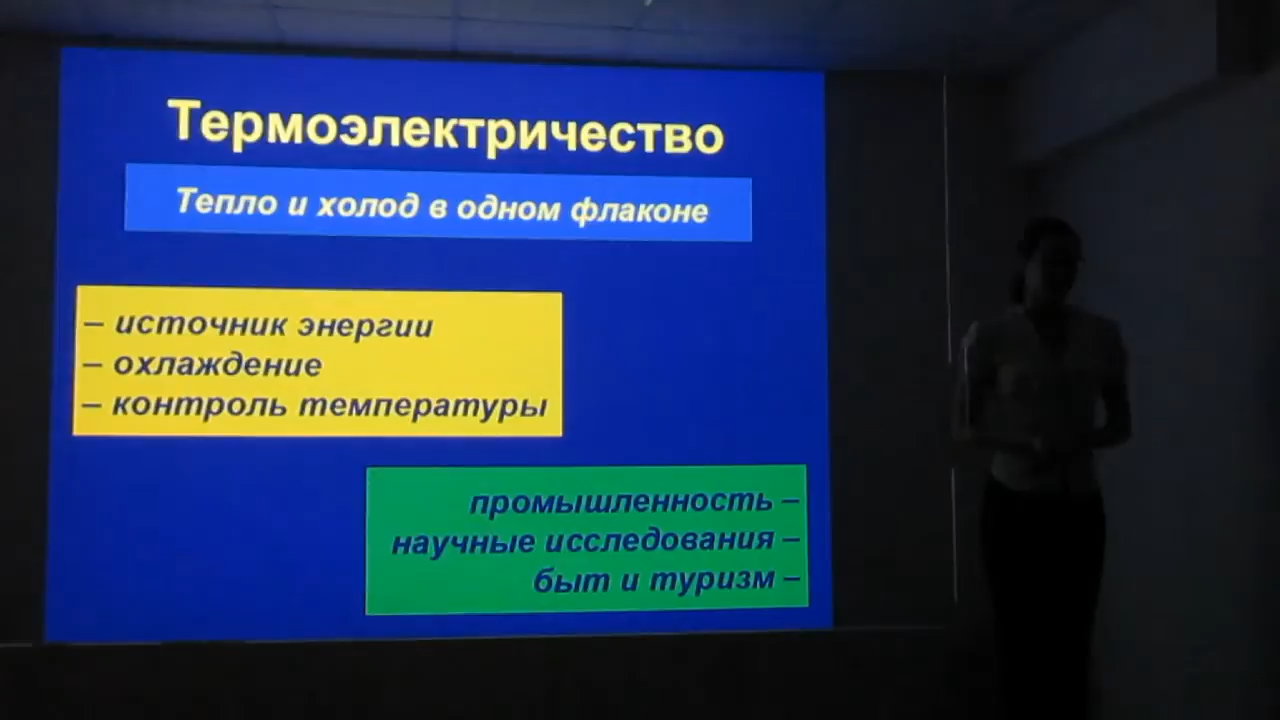 Термоэлектричество
Тепло и холод в одном флаконе
– источник энергии
– охлаждение
– контроль температуры
промышленность –
научные исследования –
быт и туризм –